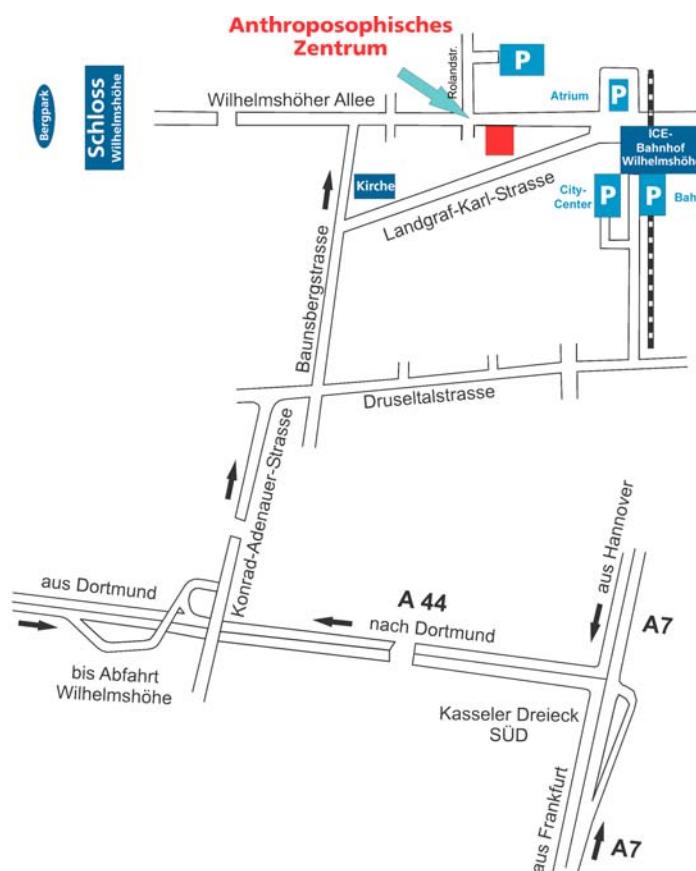 Anthroposophisches
Zentrum
Rolandstr.
P
Bergpark
Schloss
Wilhelmshöhe
Wilhelmshöher Allee
Atrium
P
ICE-
Bahnhof
Wilhelmshöhe
Kirche
Landgraf-Karl-Strasse
City-
Center
P
P
Bah
Baunsbergstrasse
Druseltalstrasse
Konrad-Adenauer-Strasse
aus Hannover
aus Dortmund
A 44
nach Dortmund
A7
bis Abfahrt
Wilhelmshöhe
Kasseler Dreieck
SÜD
aus Frankfurt
A7